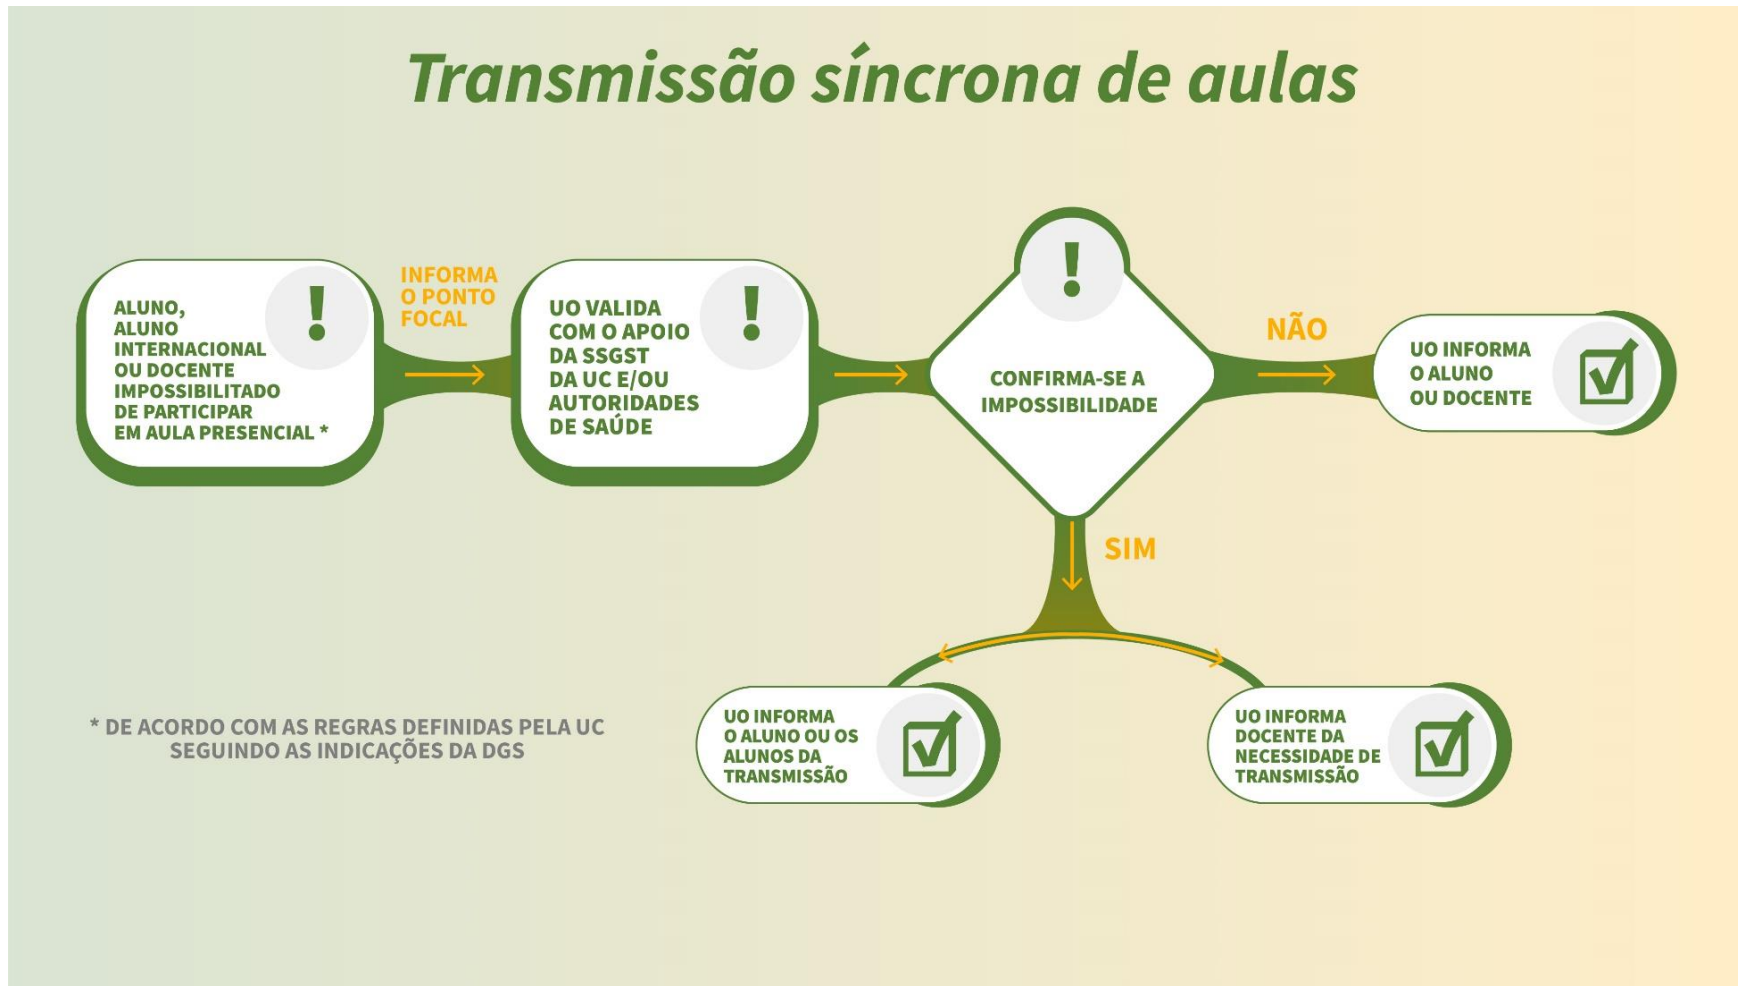 Transmissão síncrona de aulas
ALUNO,
ALUNO
INTERNACIONAL
OU DOCENTE
IMPOSSIBILITADO
DE PARTICIPAR
EM AULA PRESENCIAL *
INFORMA
O PONTO
FOCAL
UO VALIDA
COM O APOIO
DA SSGST
DA UC E/OU
AUTORIDADES
DE SAÚDE
CONFIRMA-SE A
IMPOSSIBILIDADE
NÃO
UO INFORMA
O ALUNO
OU DOCENTE
SIM
UO INFORMA
O ALUNO OU OS
ALUNOS DA
TRANSMISSÃO
UO INFORMA
DOCENTE DA
NECESSIDADE DE
TRANSMISSÃO
* DE ACORDO COM AS REGRAS DEFINIDAS PELA UC
SEGUINDO AS INDICAÇÕES DA DGS